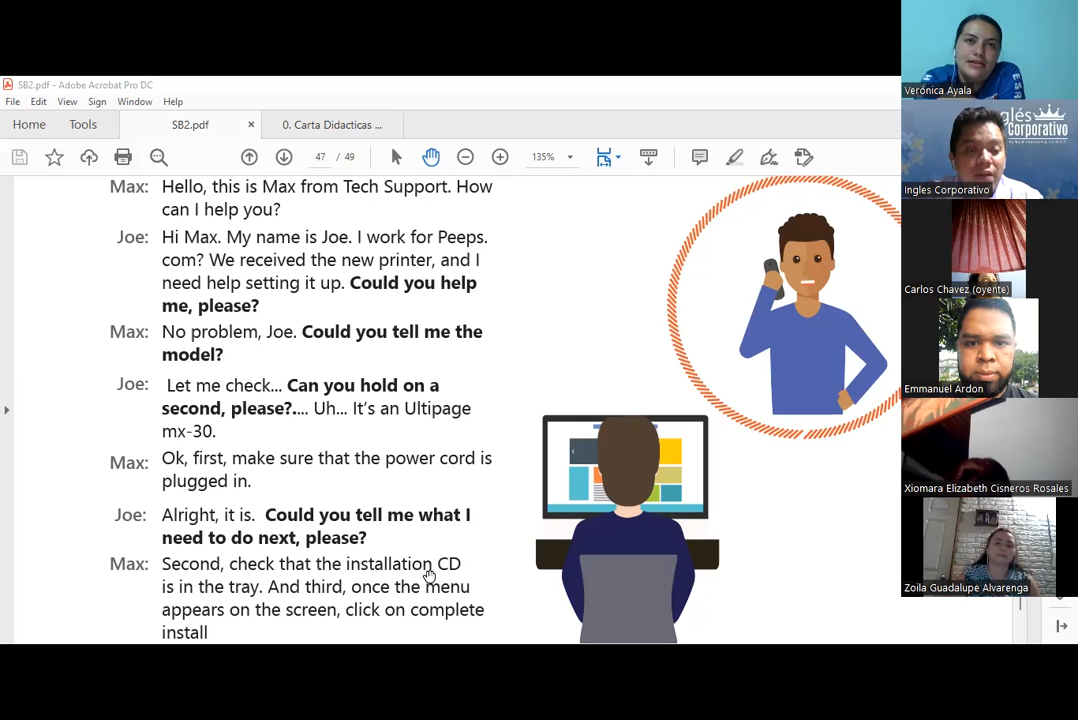 SB2.pdf - Adobe Acrobat Pro DC
File Edit View Sign Window Help
Home Tools SB2.pdf × 0. Carta Didacticas ...
47 / 49 135%
Max: Hello, this is Max from Tech Support. How
can I help you?
Joe: Hi Max. My name is Joe. I work for Peeps.
com? We received the new printer, and I
need help setting it up. Could you help
me, please?
Max: No problem, Joe. Could you tell me the
model?
Joe: Let me check... Can you hold on a
second, please?.... Uh... It's an Ultipage
mx-30.
Max: Ok, first, make sure that the power cord is
plugged in.
Joe: Alright, it is. Could you tell me what I
need to do next, please?
Max: Second, check that the installation CD
is in the tray. And third, once the menu
appears on the screen, click on complete
install
Verónica Ayala
glés
Corporativo
Ingles Corporativo
Carlos Chavez (oyente)
Emmanuel Ardon
Xiomara Elizabeth Cisneros Rosales
Zoila Guadalupe Alvarenga